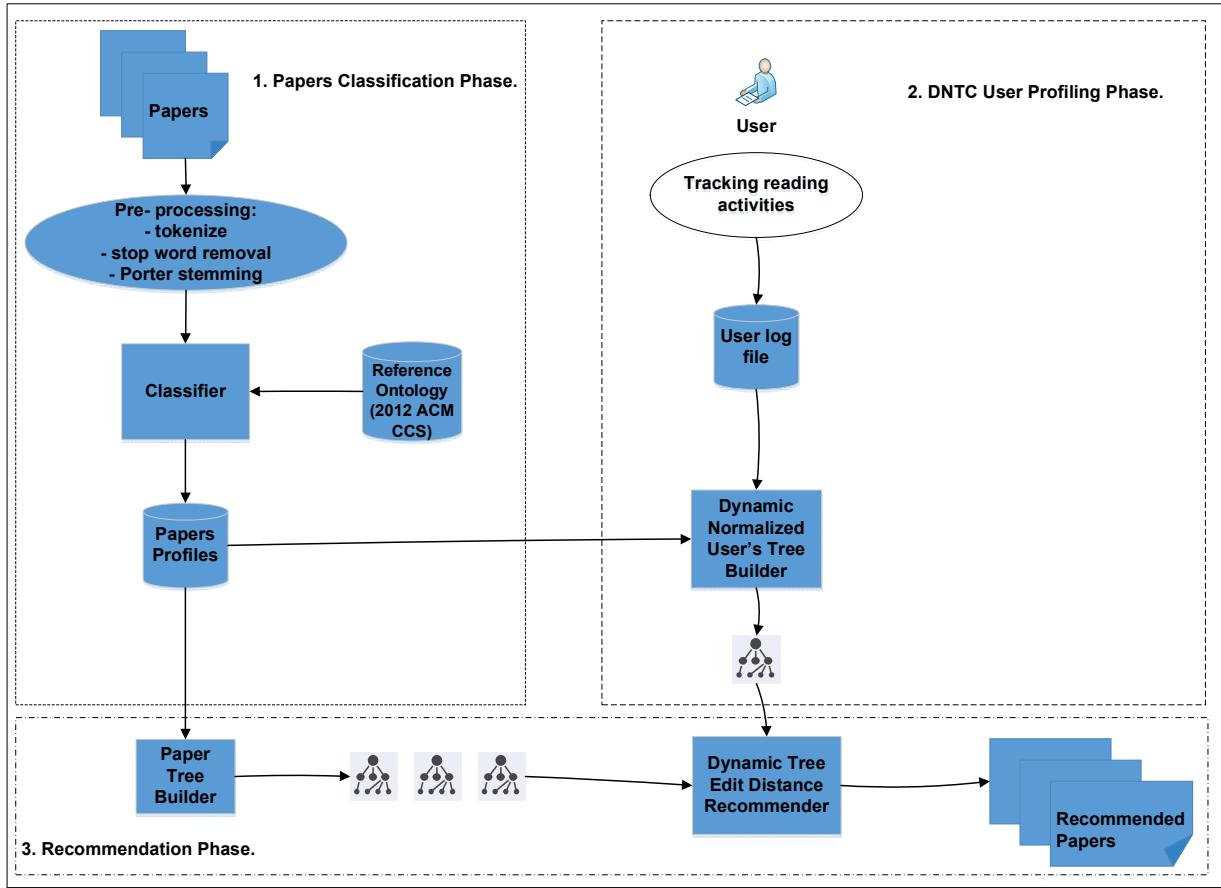 1. Papers Classification Phase.
Papers
Pre- processing:
- tokenize
- stop word removal
- Porter stemming
Classifier
Reference
Ontology
(2012 ACM
CCS)
Papers
Profiles
2. DNTC User Profiling Phase.
User
Tracking reading
activities
User log
file
Dynamic
Normalized
User's Tree
Builder
Paper
Tree
Builder
Dynamic Tree
Edit Distance
Recommender
Recommended
Papers
3. Recommendation Phase.